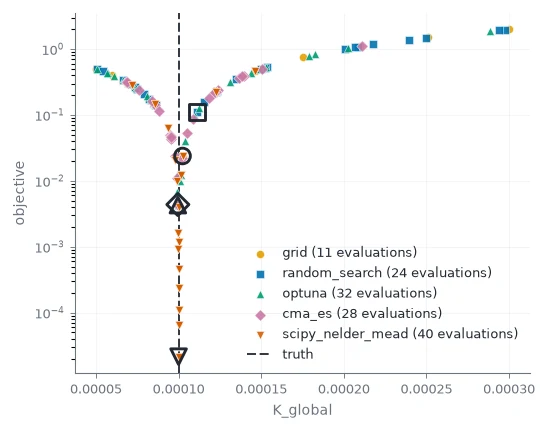 10⁰
10⁻¹
10⁻²
10⁻³
10⁻⁴
objective
grid (11 evaluations)
random_search (24 evaluations)
optuna (32 evaluations)
cma_es (28 evaluations)
scipy_nelder_mead (40 evaluations)
truth
0.00005 0.00010 0.00015 0.00020 0.00025 0.00030
K_global